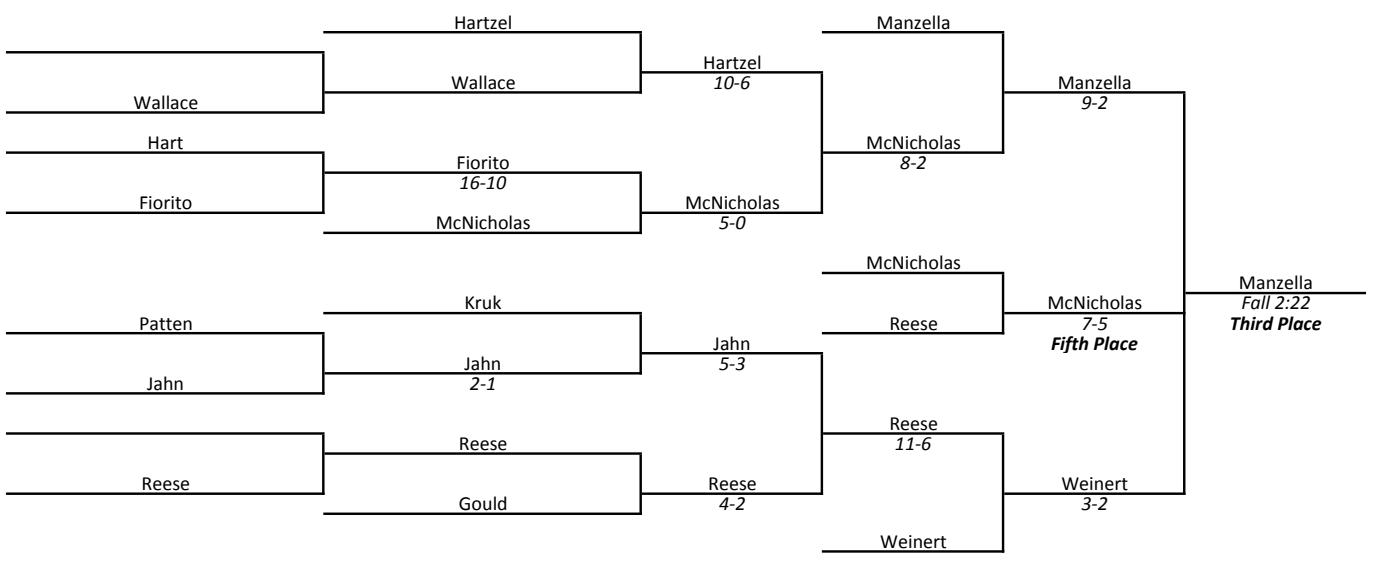 Hartzel
Manzella
Hartzel
10-6
Wallace
Manzella
9-2
Wallace
Hart
McNicholas
8-2
Fiorito
16-10
Fiorito
McNicholas
5-0
McNicholas
McNicholas
Manzella
Fall 2:22
Third Place
Kruk
McNicholas
7-5
Fifth Place
Patten
Reese
Jahn
5-3
Jahn
2-1
Jahn
Reese
11-6
Reese
Reese
Reese
4-2
Weinert
3-2
Gould
Weinert